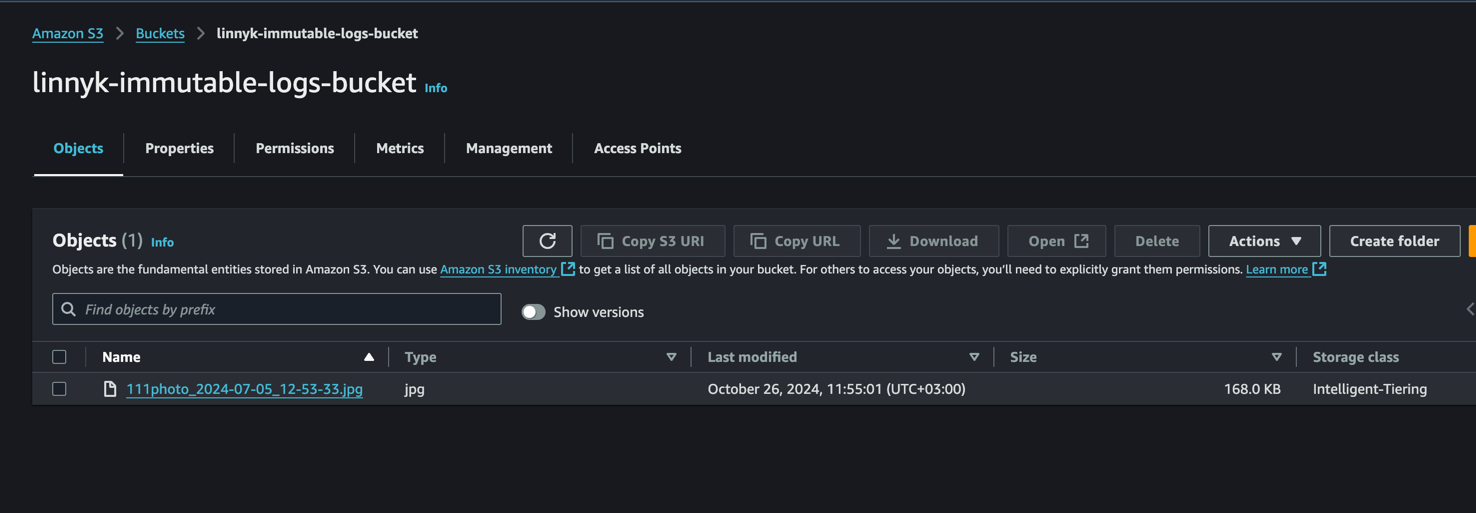 Amazon S3 > Buckets > linnyk-immutable-logs-bucket
linnyk-immutable-logs-bucket Info
Objects Properties Permissions Metrics Management Access Points
Objects (1) Info Copy S3 URI Copy URL Download Open Delete Actions Create folder
Objects are the fundamental entities stored in Amazon S3. You can use Amazon S3 inventory to get a list of all objects in your bucket. For others to access your objects, you'll need to explicitly grant them permissions. Learn more
Find objects by prefix Show versions
Name Type Last modified Size Storage class
111photo_2024-07-05_12-53-33.jpg jpg October 26, 2024, 11:55:01 (UTC+03:00) 168.0 KB Intelligent-Tiering